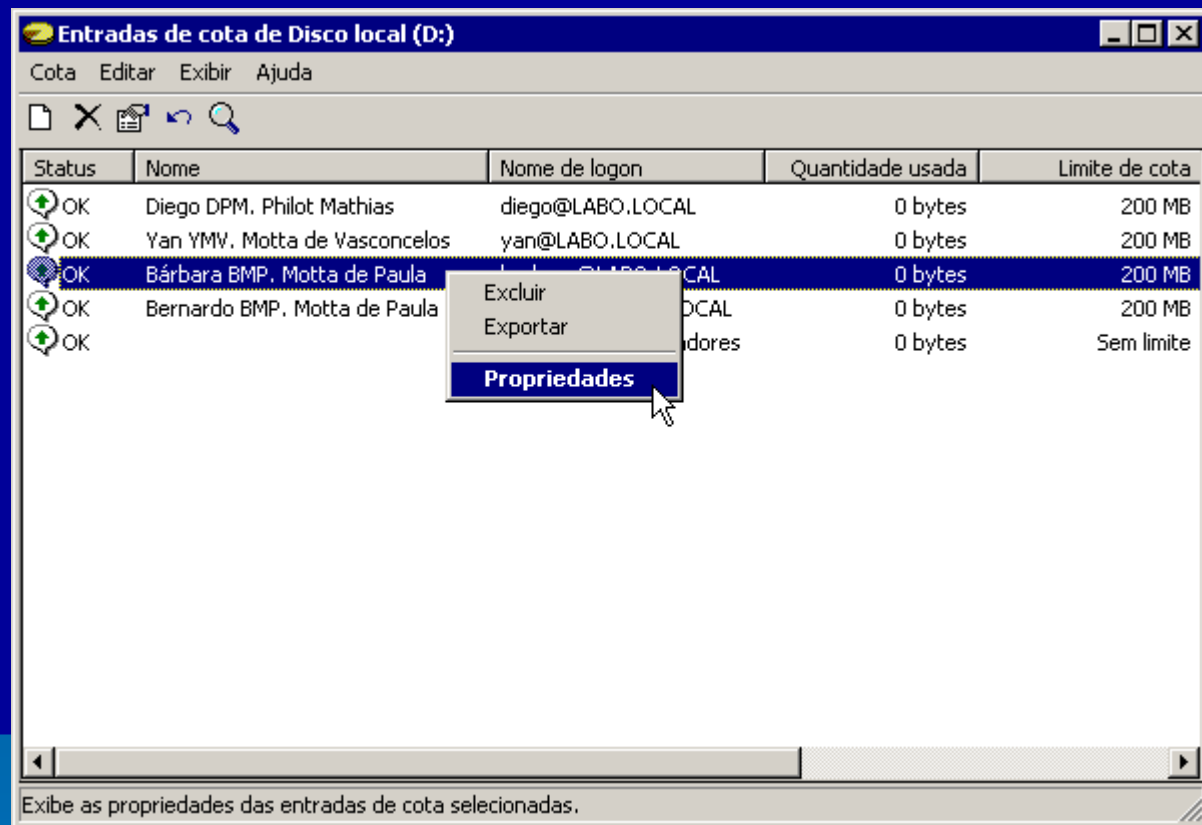 Entradas de cota de Disco local (D:)
Cota Editar Exibir Ajuda
Status Nome Nome de logon Quantidade usada Limite de cota
OK Diego DPM. Philot Mathias diego@LABO.LOCAL 0 bytes 200 MB
OK Yan YMV. Motta de Vasconcelos yan@LABO.LOCAL 0 bytes 200 MB
OK Bárbara BMP. Motta de Paula 0 bytes 200 MB
Excluir
OK Bernardo BMP. Motta de Paula 0 bytes 200 MB
Exportar
OK 0 bytes Sem limite
Propriedades
Exibe as propriedades das entradas de cota selecionadas.